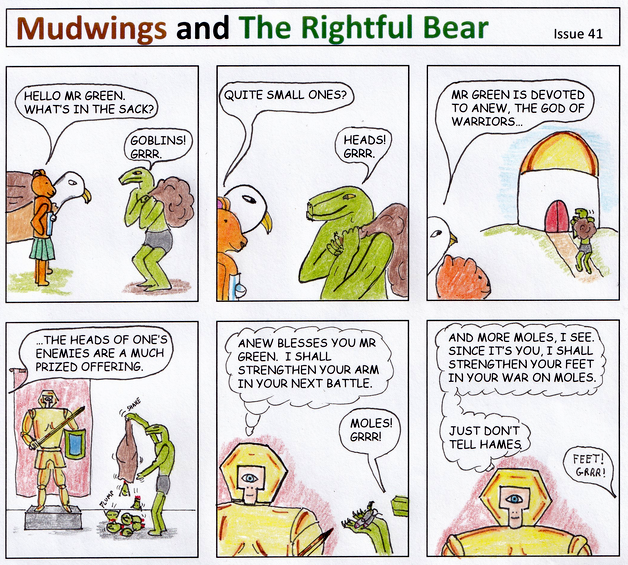 Mudwings and The Rightful Bear
Issue 41
HELLO MR GREEN.
WHAT'S IN THE SACK?
GOBLINS!
GRRR.
QUITE SMALL ONES?
HEADS!
GRRR.
MR GREEN IS DEVOTED
TO ANEW, THE GOD OF
WARRIORS...
...THE HEADS OF ONE'S
ENEMIES ARE A MUCH
PRIZED OFFERING.
SHAKE
PLUMP
ANEW BLESSES YOU MR
GREEN. I SHALL
STRENGTHEN YOUR ARM
IN YOUR NEXT BATTLE.
MOLES!
GRRR!
AND MORE MOLES, I SEE.
SINCE IT'S YOU, I SHALL
STRENGTHEN YOUR FEET
IN YOUR WAR ON MOLES.
JUST DON'T
TELL HAMES
FEET!
GRRR!